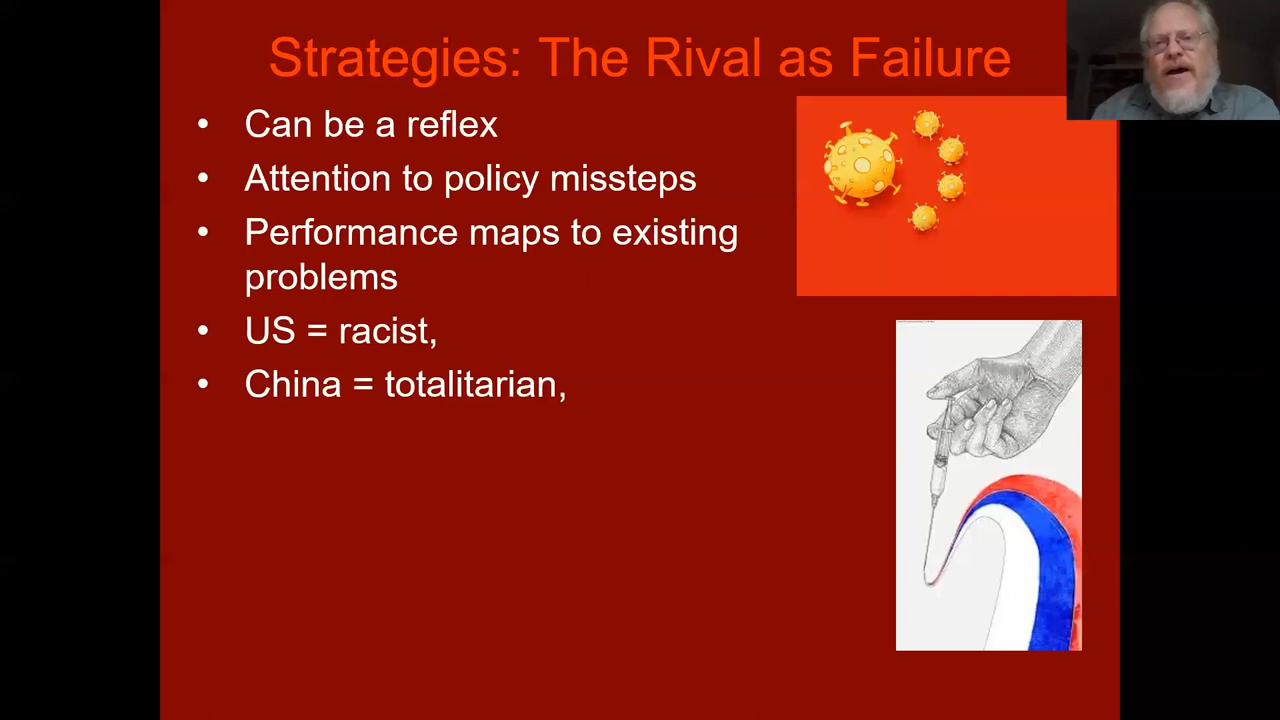 Strategies: The Rival as Failure
• Can be a reflex
• Attention to policy missteps
• Performance maps to existing
problems
• US = racist,
• China = totalitarian,